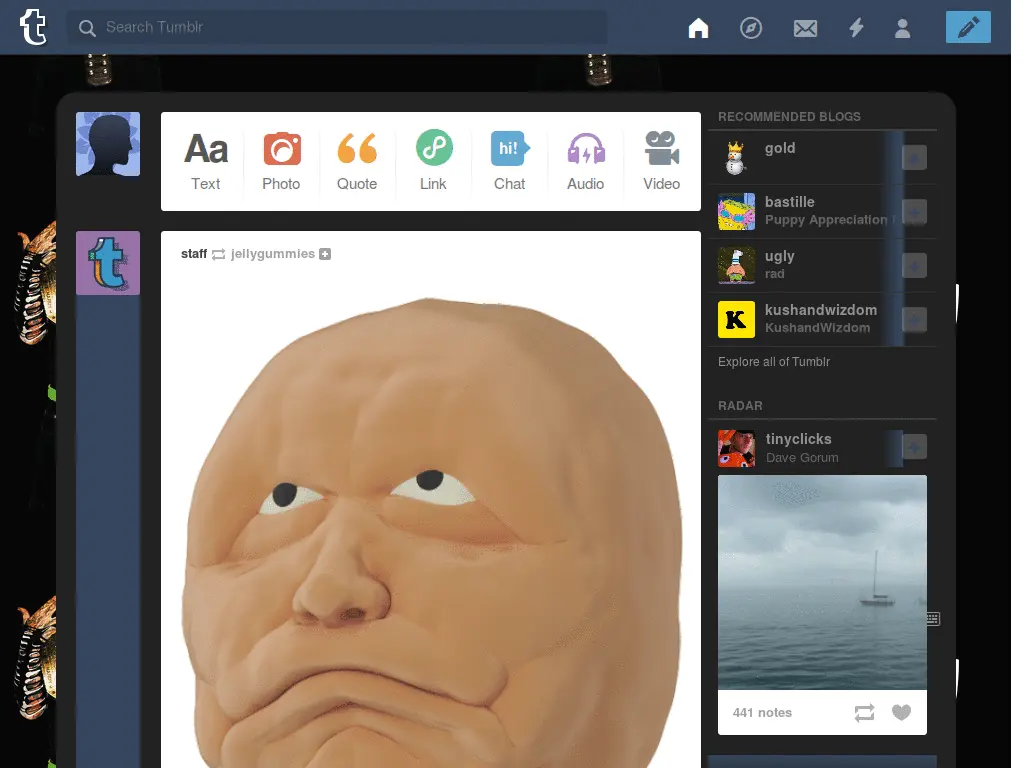 Search Tumblr
Aa
Text
Photo
Quote
Link
hi!
Chat
Audio
Video
staff jellygummies
RECOMMENDED BLOGS
gold
bastille
Puppy Appreciation
ugly
rad
K
kushandwizdom
KushandWizdom
Explore all of Tumblr
RADAR
tinyclicks
Dave Gorum
441 notes